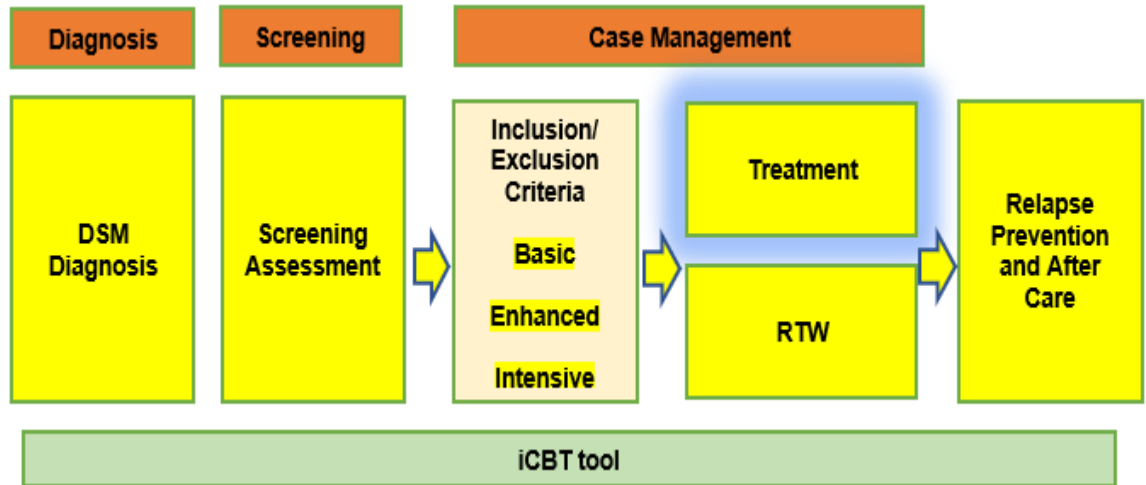 Diagnosis
Screening
Case Management
DSM
Diagnosis
Screening
Assessment
Inclusion/
Exclusion
Criteria
Basic
Enhanced
Intensive
Treatment
RTW
Relapse
Prevention
and After
Care
iCBT tool